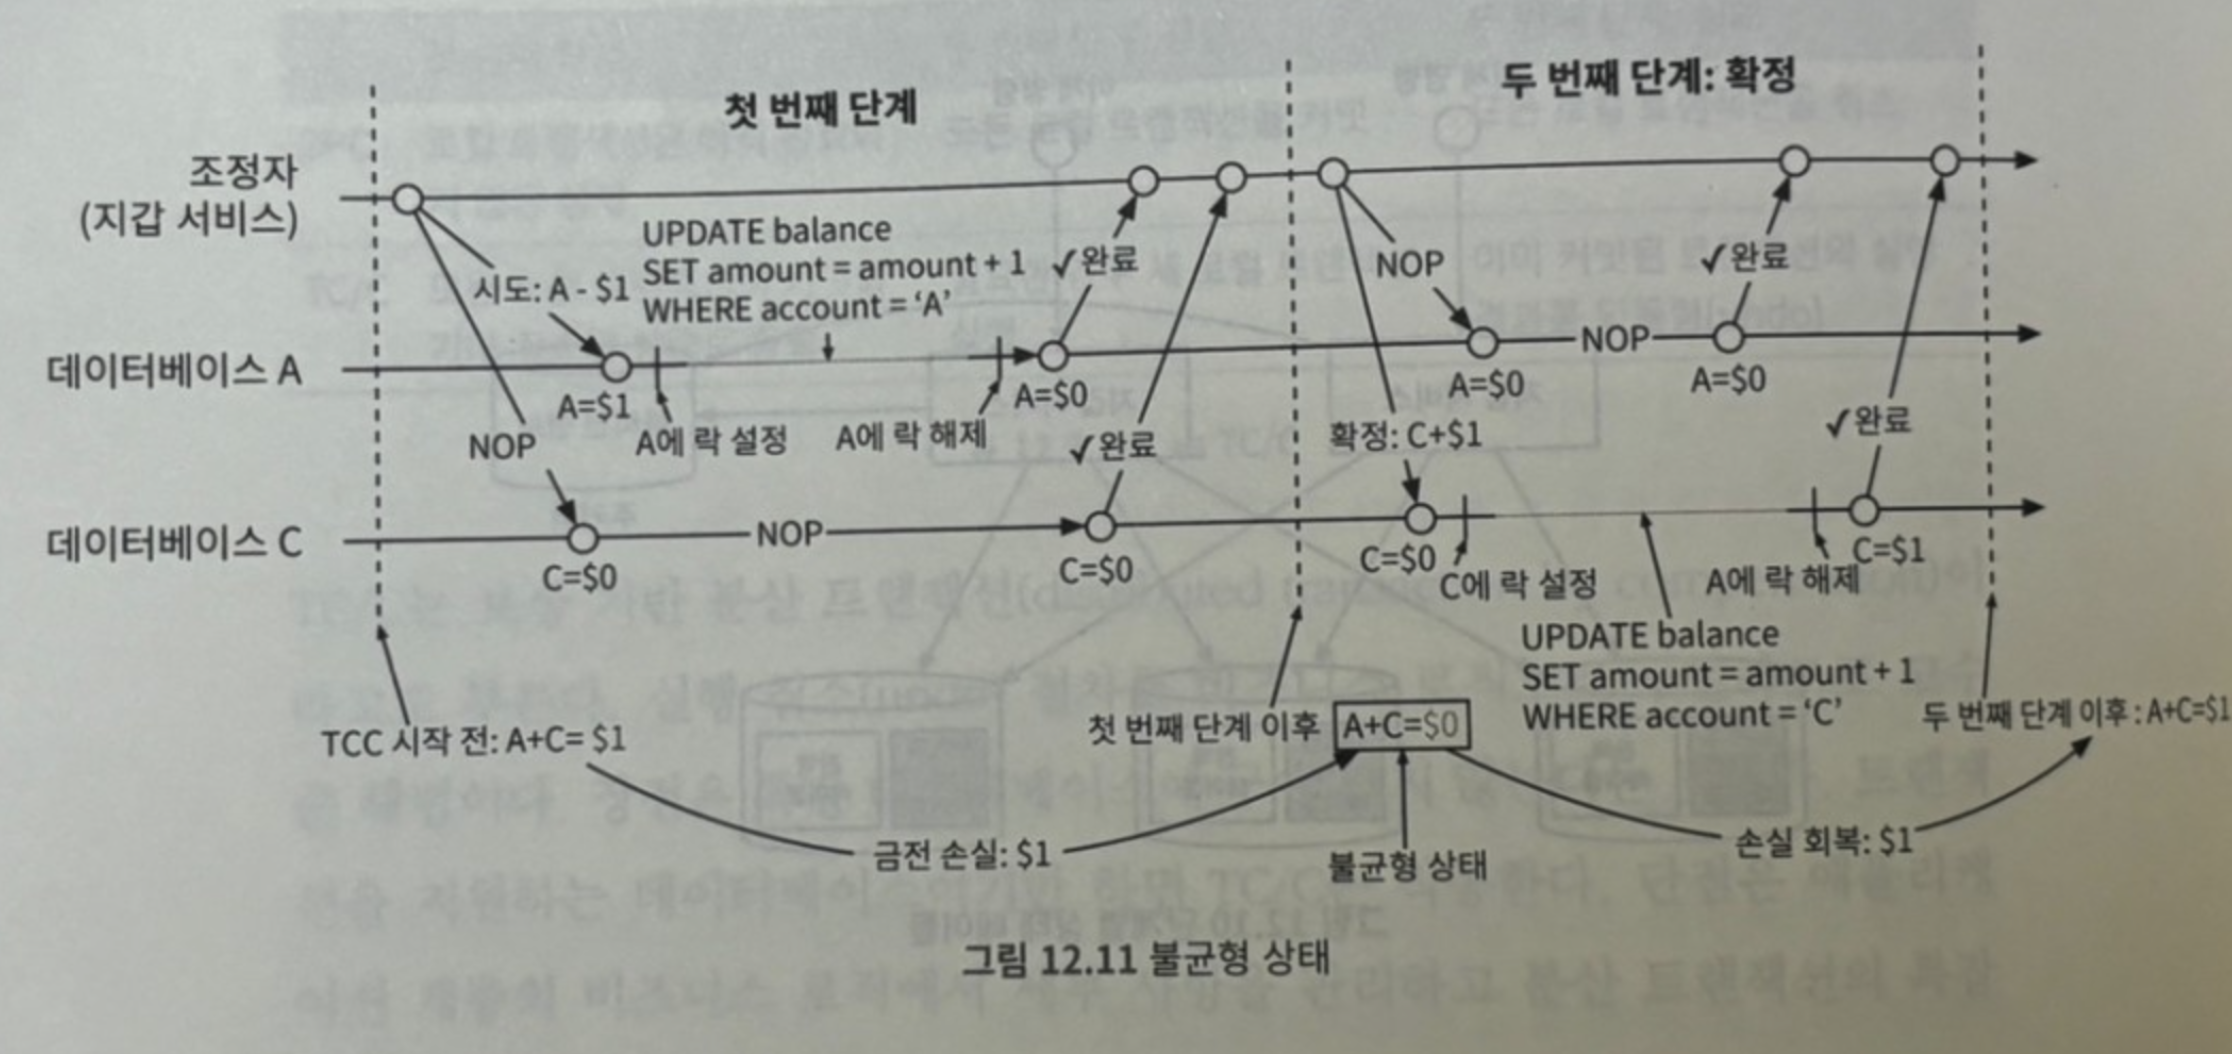 첫 번째 단계
두 번째 단계: 확정
조정자
(지갑 서비스)
시도: A - $1
UPDATE balance
SET amount = amount + 1
WHERE account = ‘A’
✓완료
NOP
✓완료
데이터베이스 A
A=$1
A에 락 설정
A에 락 해제
A=$0
A=$0
NOP
A=$0
NOP
✓완료
확정: C+$1
✓완료
데이터베이스 C
C=$0
NOP
C=$0
C=$0
C에 락 설정
A에 락 해제
C=$1
UPDATE balance
SET amount = amount + 1
WHERE account = ‘C’
TCC 시작 전: A+C= $1
첫 번째 단계 이후 A+C=$0
두 번째 단계 이후 : A+C=$1
금전 손실: $1
불균형 상태
손실 회복: $1
그림 12.11 불균형 상태